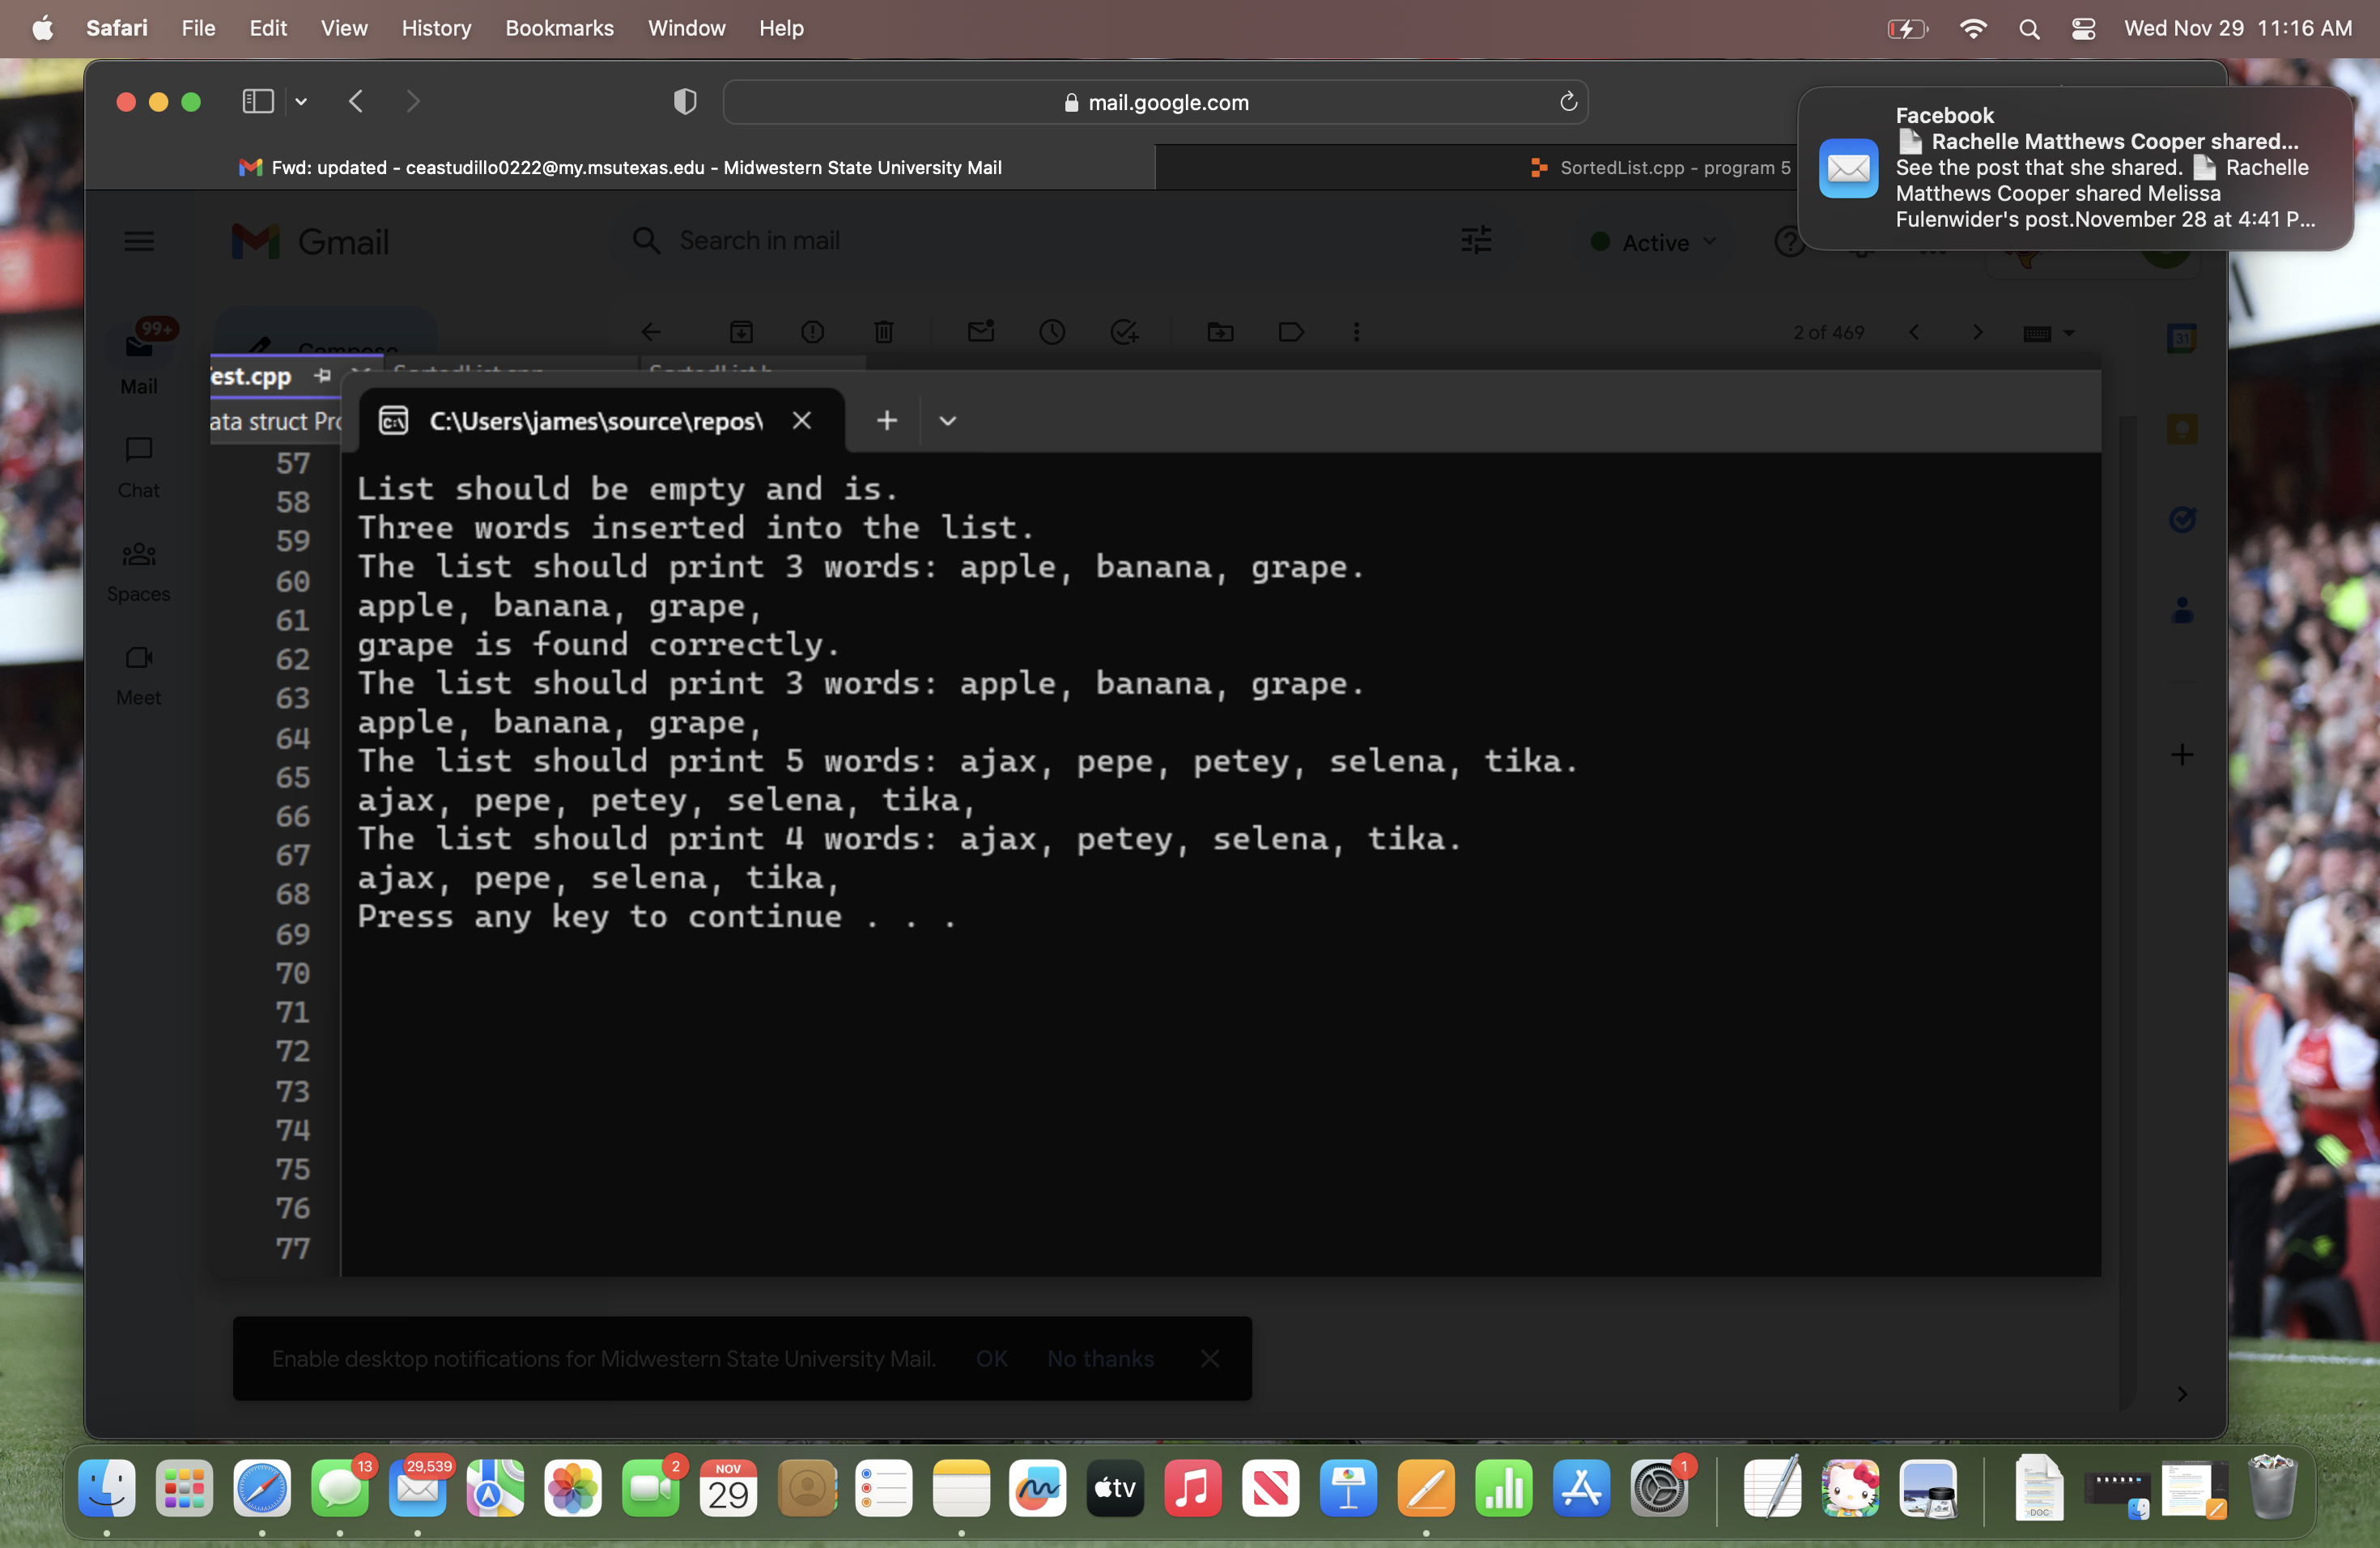 Safari File Edit View History Bookmarks Window Help Wed Nov 29 11:16 AM
mail.google.com
Facebook
Rachelle Matthews Cooper shared...
See the post that she shared. Rachelle
Matthews Cooper shared Melissa
Fulenwider's post.November 28 at 4:41 P...
Fwd: updated - ceastudillo0222@my.msutexas.edu - Midwestern State University Mail
SortedList.cpp - program 5
Gmail
Search in mail
Active
99+
Compose
2 of 469
31
Mail
Chat
Spaces
Meet
est.cpp SortedList.cpp SortedList.h
ata struct Pro
C:\Users\james\source\repos\
57
58
59
60
61
62
63
64
65
66
67
68
69
70
71
72
73
74
75
76
77
List should be empty and is.
Three words inserted into the list.
The list should print 3 words: apple, banana, grape.
apple, banana, grape,
grape is found correctly.
The list should print 3 words: apple, banana, grape.
apple, banana, grape,
The list should print 5 words: ajax, pepe, petey, selena, tika.
ajax, pepe, petey, selena, tika,
The list should print 4 words: ajax, petey, selena, tika.
ajax, pepe, selena, tika,
Press any key to continue . . .
Enable desktop notifications for Midwestern State University Mail. OK No thanks
13
29,539
2
NOV
29
tv
1
DOC